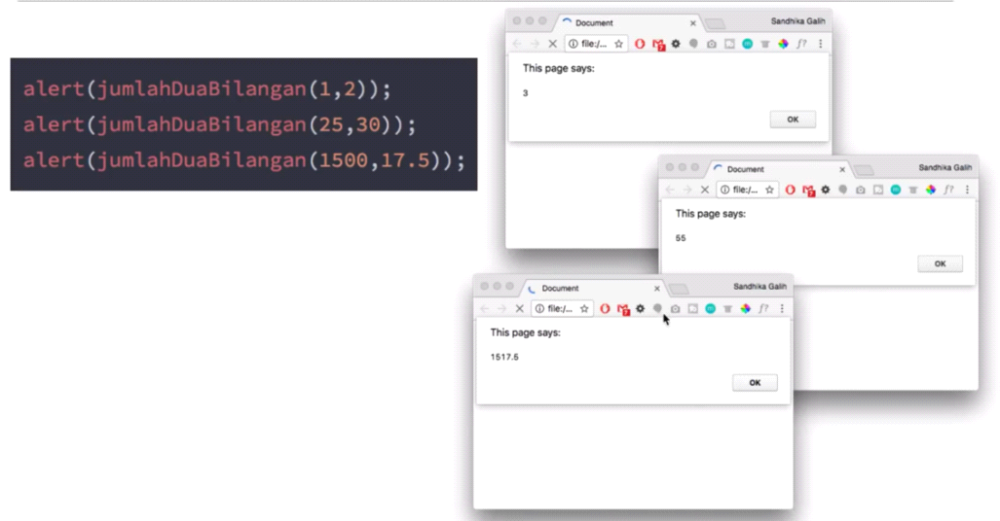 alert(jumlahDuaBilangan(1,2));
alert(jumlahDuaBilangan(25,30));
alert(jumlahDuaBilangan(1500,17.5));
Document
Sandhika Galih
file:/...
f?
This page says:
3
OK
Document
Sandhika Galih
file:/...
f?
This page says:
55
OK
Document
Sandhika Galih
file:/...
f?
This page says:
1517.5
OK